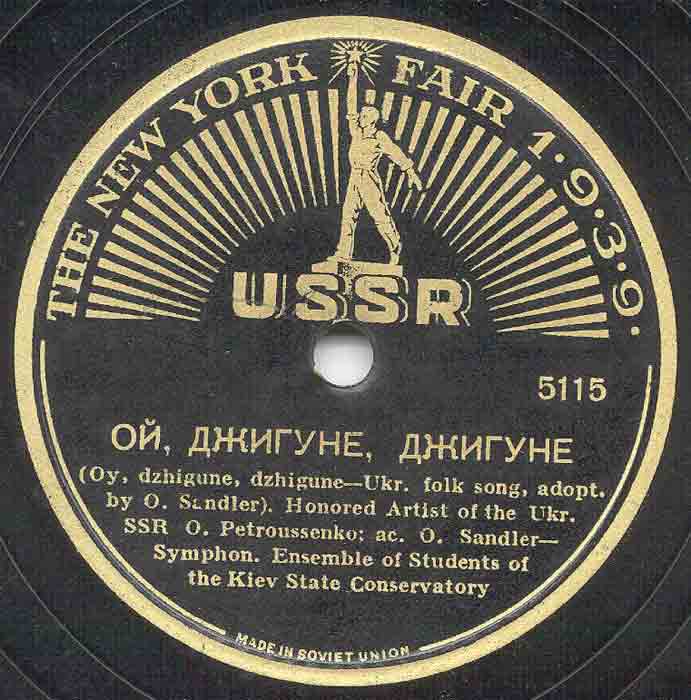 THE NEW YORK FAIR 1·9·3·9·
USSR
5115
ОЙ, ДЖИГУНЕ, ДЖИГУНЕ
(Oy, dzhigune, dzhigune—Ukr. folk song, adopt.
by O. Sandler). Honored Artist of the Ukr.
SSR O. Petroussenko; ac. O. Sandler—
Symphon. Ensemble of Students of
the Kiev State Conservatory
MADE IN SOVIET UNION